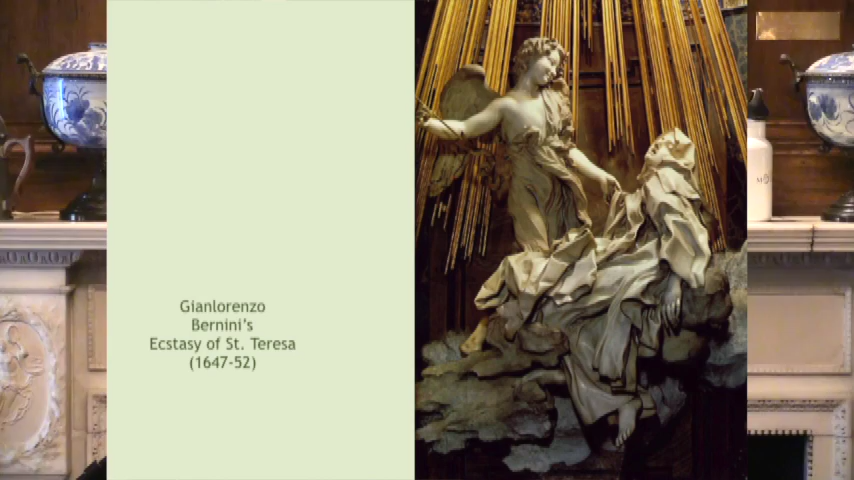 Gianlorenzo
Bernini's
Ecstasy of St. Teresa
(1647-52)